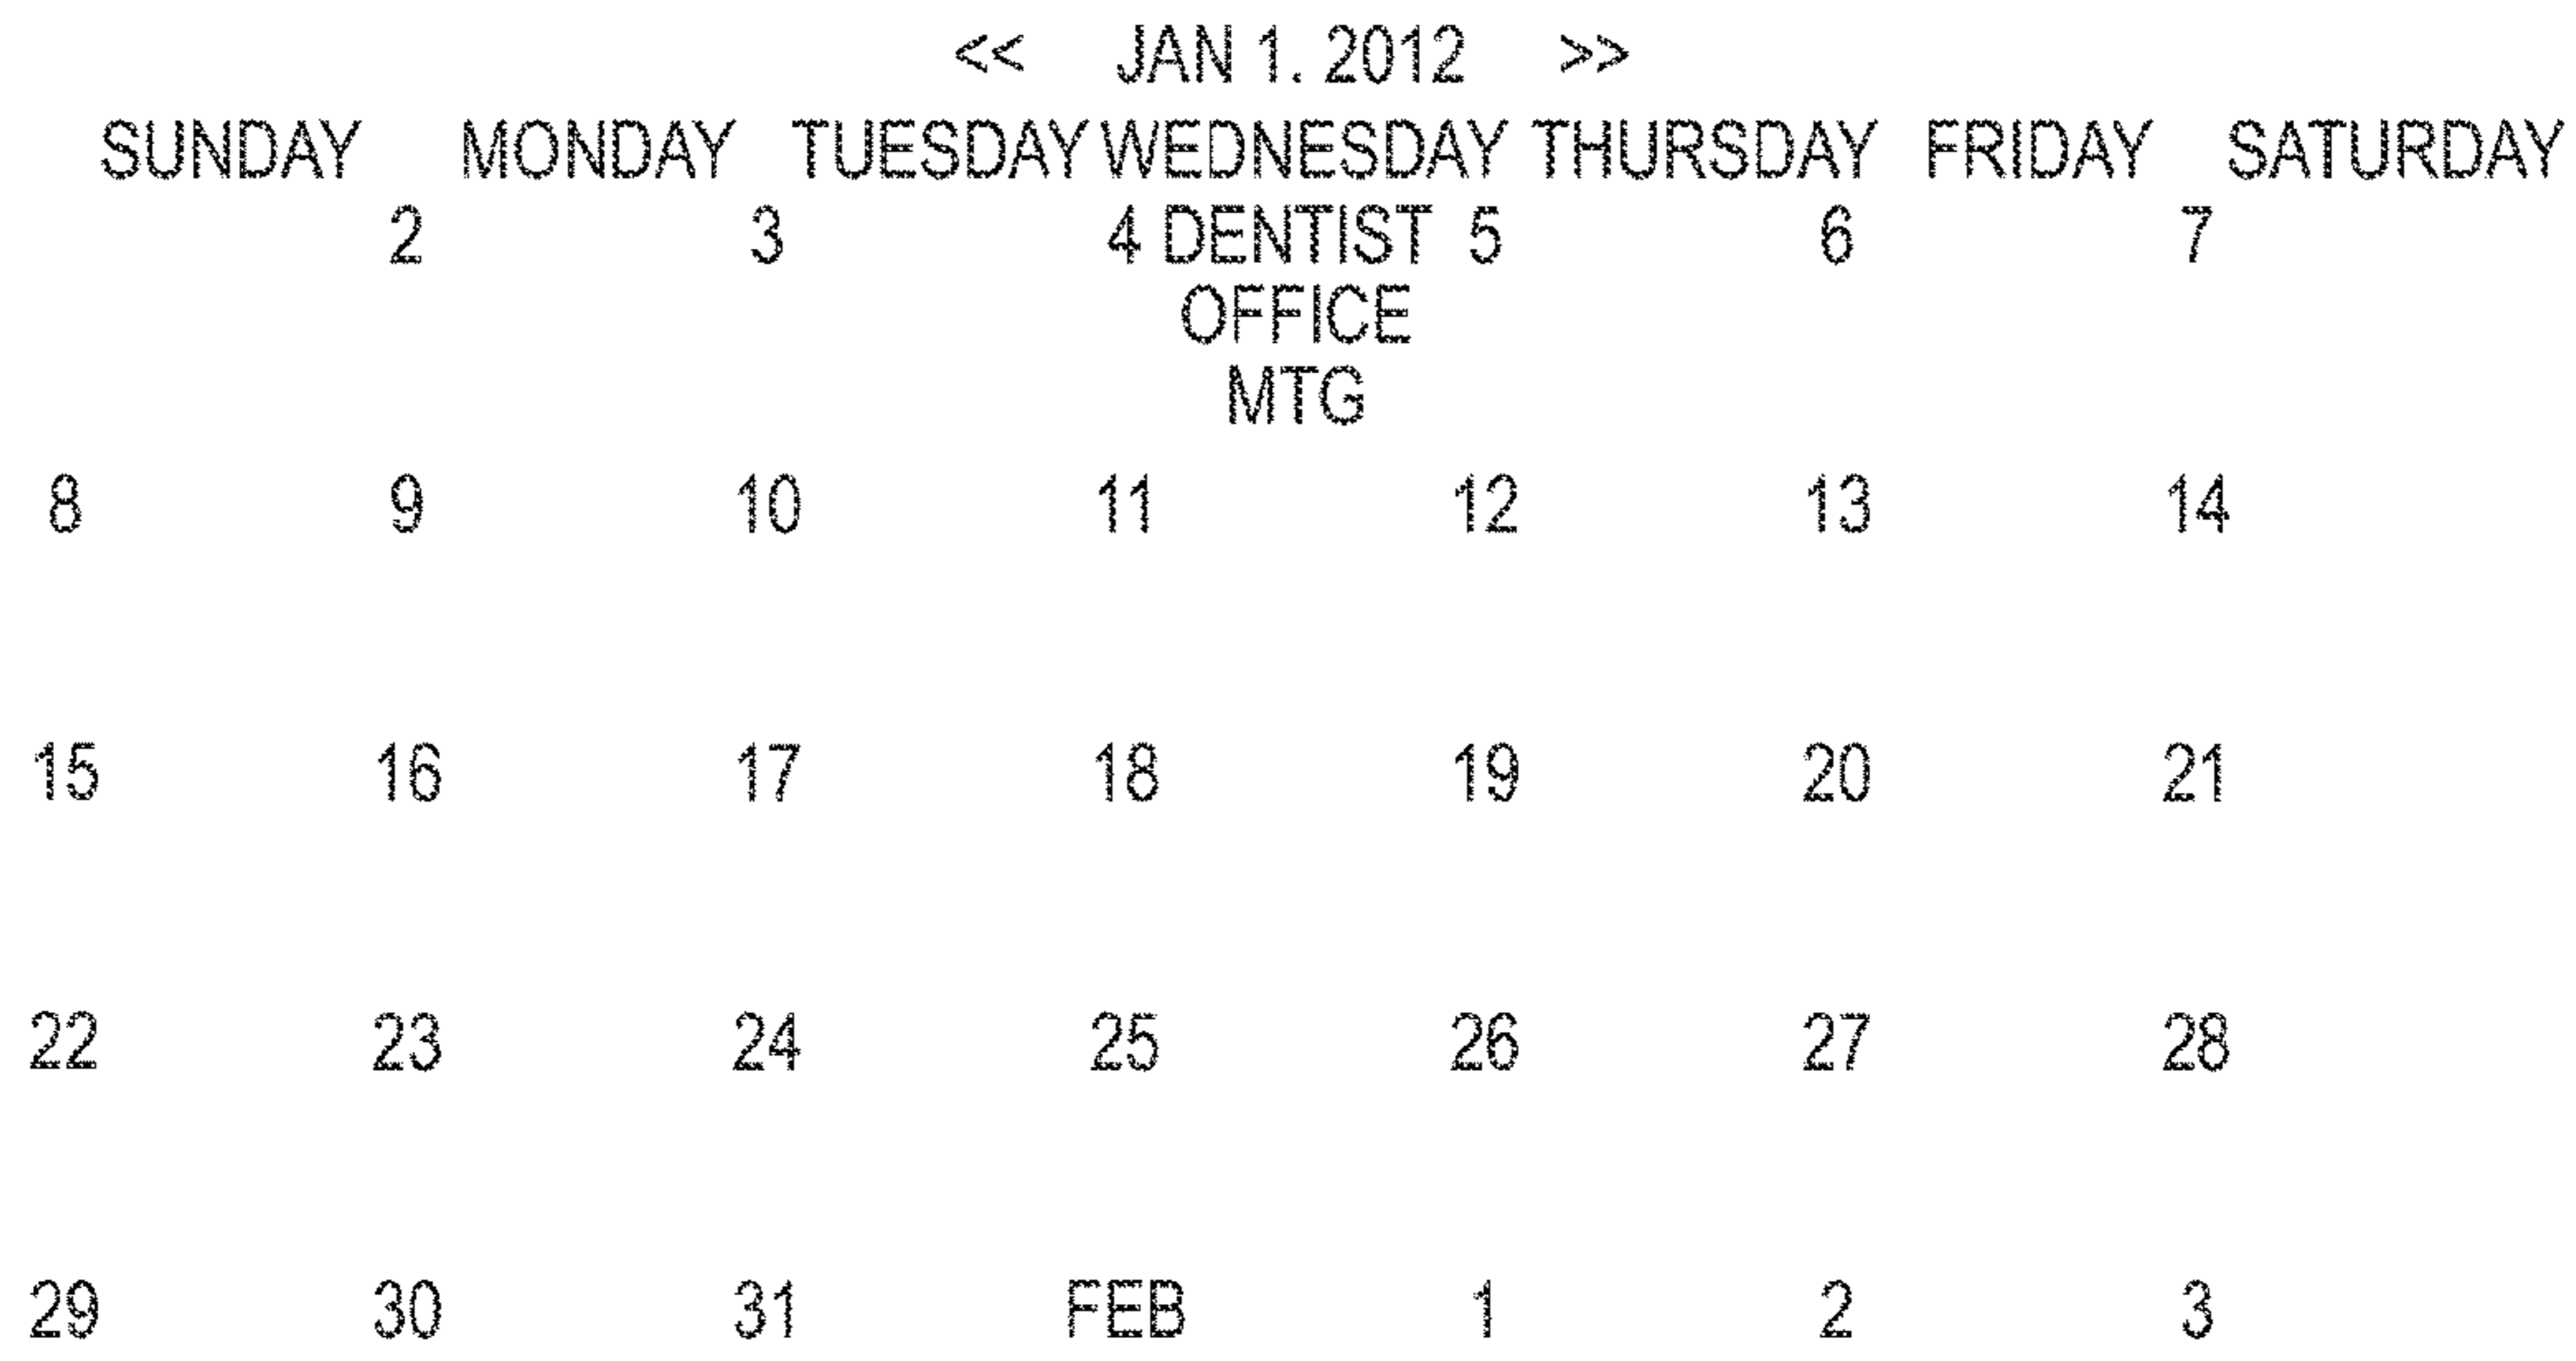 << JAN 1. 2012 >>
SUNDAY MONDAY TUESDAY WEDNESDAY THURSDAY FRIDAY SATURDAY
2 3 4 DENTIST 5 6 7
OFFICE
MTG
8 9 10 11 12 13 14
15 16 17 18 19 20 21
22 23 24 25 26 27 28
29 30 31 FEB 1 2 3